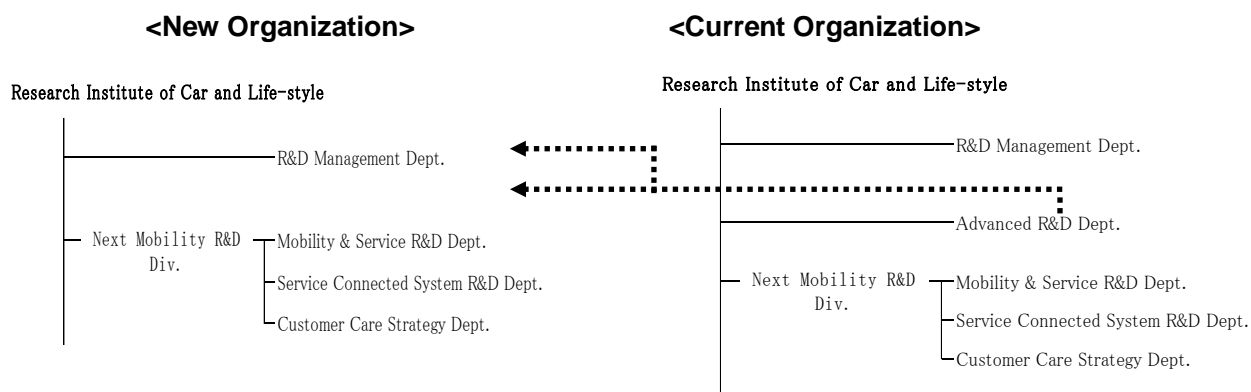 <New Organization>
<Current Organization>
Research Institute of Car and Life-style
R&D Management Dept.
Next Mobility R&D
Div.
Mobility & Service R&D Dept.
Service Connected System R&D Dept.
Customer Care Strategy Dept.
Research Institute of Car and Life-style
R&D Management Dept.
Advanced R&D Dept.
Next Mobility R&D
Div.
Mobility & Service R&D Dept.
Service Connected System R&D Dept.
Customer Care Strategy Dept.